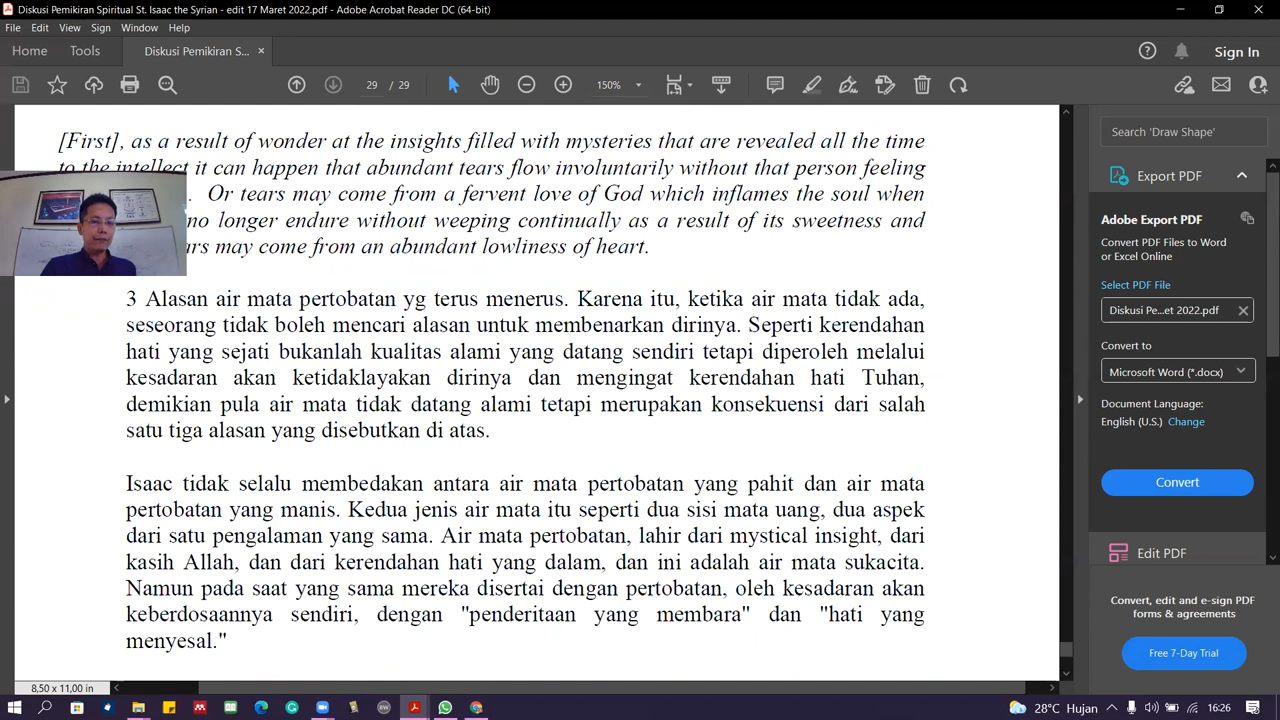 Diskusi Pemikiran Spiritual St. Isaac the Syrian - edit 17 Maret 2022.pdf - Adobe Acrobat Reader DC (64-bit)
File Edit View Sign Window Help
Home Tools Diskusi Pemikiran S... × Sign In
29 / 29 150%
[First], as a result of wonder at the insights filled with mysteries that are revealed all the time
to the intellect it can happen that abundant tears flow involuntarily without that person feeling
. Or tears may come from a fervent love of God which inflames the soul when
no longer endure without weeping continually as a result of its sweetness and
rs may come from an abundant lowliness of heart.
3 Alasan air mata pertobatan yg terus menerus. Karena itu, ketika air mata tidak ada,
seseorang tidak boleh mencari alasan untuk membenarkan dirinya. Seperti kerendahan
hati yang sejati bukanlah kualitas alami yang datang sendiri tetapi diperoleh melalui
kesadaran akan ketidaklayakan dirinya dan mengingat kerendahan hati Tuhan,
demikian pula air mata tidak datang alami tetapi merupakan konsekuensi dari salah
satu tiga alasan yang disebutkan di atas.
Isaac tidak selalu membedakan antara air mata pertobatan yang pahit dan air mata
pertobatan yang manis. Kedua jenis air mata itu seperti dua sisi mata uang, dua aspek
dari satu pengalaman yang sama. Air mata pertobatan, lahir dari mystical insight, dari
kasih Allah, dan dari kerendahan hati yang dalam, dan ini adalah air mata sukacita.
Namun pada saat yang sama mereka disertai dengan pertobatan, oleh kesadaran akan
keberdosaannya sendiri, dengan "penderitaan yang membara" dan "hati yang
menyesal."
8,50 x 11,00 in
Search 'Draw Shape'
Export PDF
Adobe Export PDF
Convert PDF Files to Word
or Excel Online
Select PDF File
Diskusi Pe...et 2022.pdf
Convert to
Microsoft Word (*.docx)
Document Language:
English (U.S.) Change
Convert
Edit PDF
Convert, edit and e-sign PDF
forms & agreements
Free 7-Day Trial
28°C Hujan 16:26